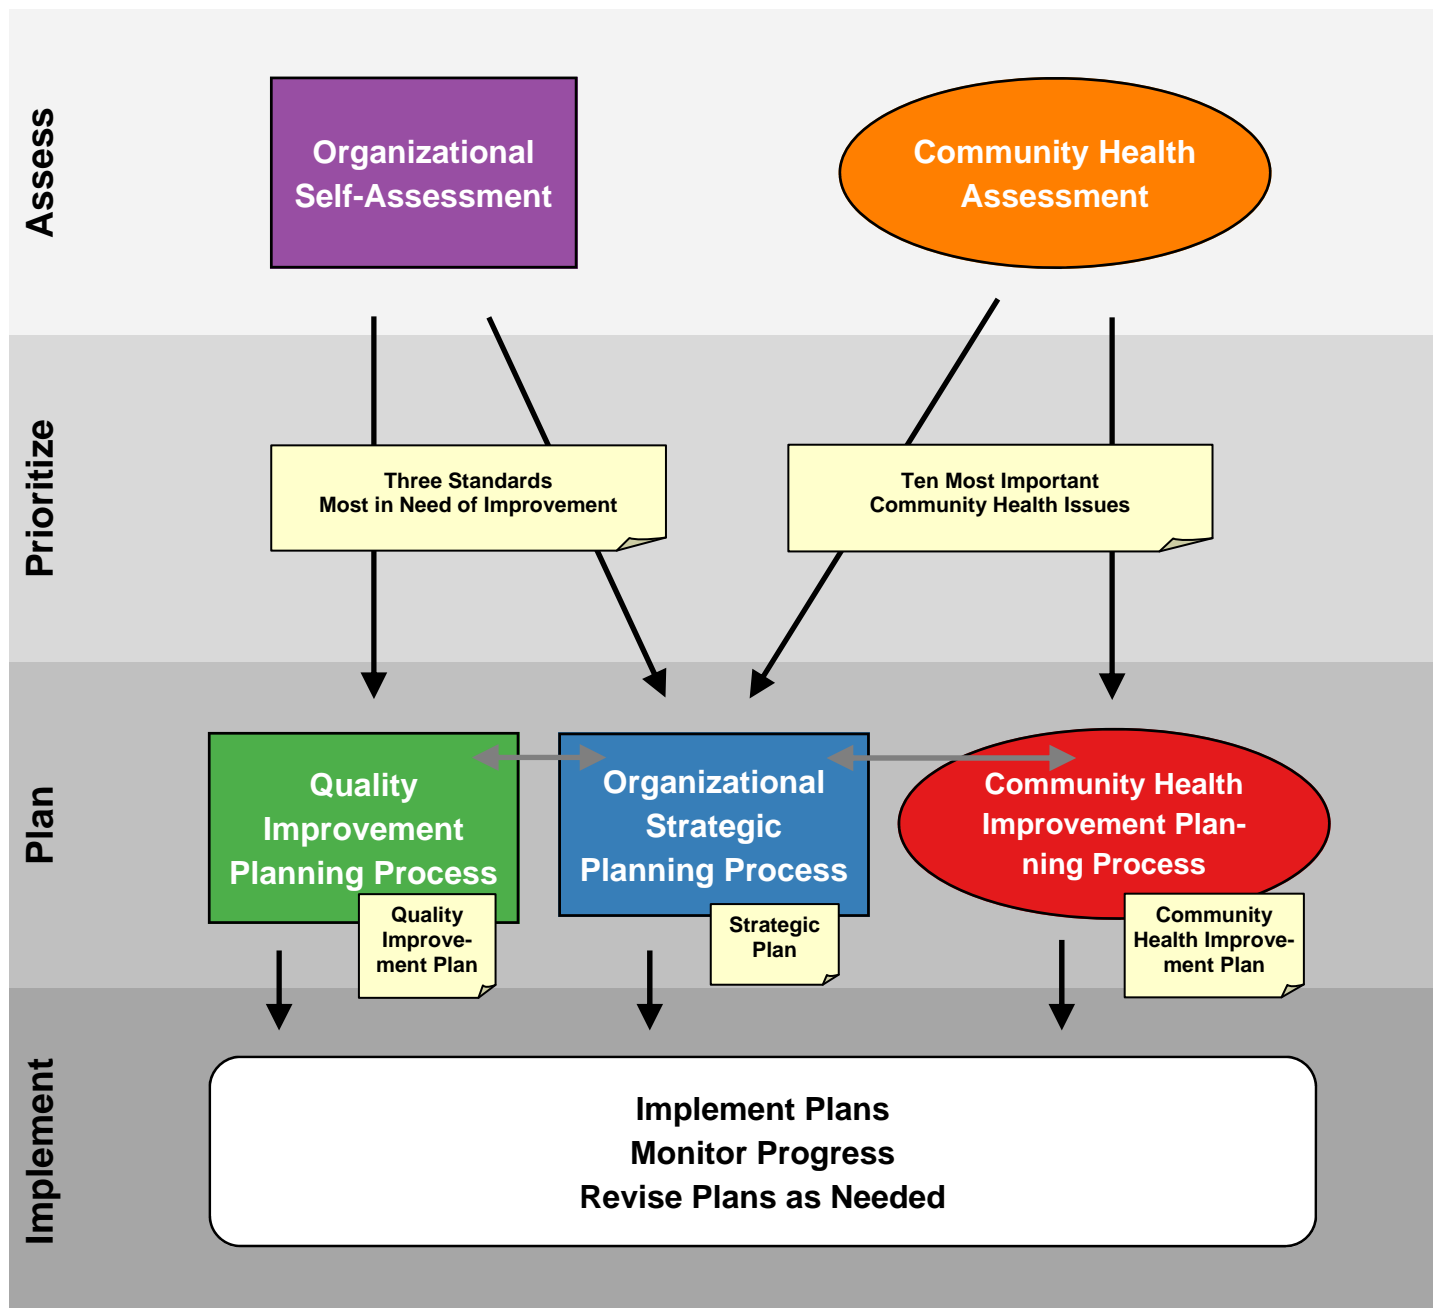 Assess
Organizational
Self-Assessment
Community Health
Assessment
Prioritize
Three Standards
Most in Need of Improvement
Ten Most Important
Community Health Issues
Plan
Quality
Improvement
Planning Process
Organizational
Strategic
Planning Process
Community Health
Improvement Plan-
ning Process
Quality
Improve-
ment Plan
Strategic
Plan
Community
Health Improve-
ment Plan
Implement
Implement Plans
Monitor Progress
Revise Plans as Needed